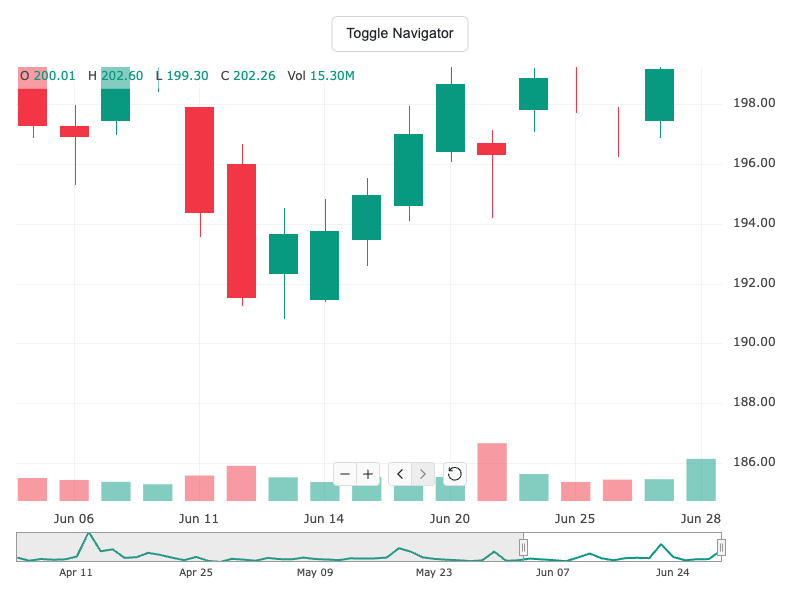 Toggle Navigator
O 200.01 H 202.60 L 199.30 C 202.26 Vol 15.30M
198.00
196.00
194.00
192.00
190.00
188.00
186.00
Jun 06 Jun 11 Jun 14 Jun 20 Jun 25 Jun 28
Apr 11 Apr 25 May 09 May 23 Jun 07 Jun 24